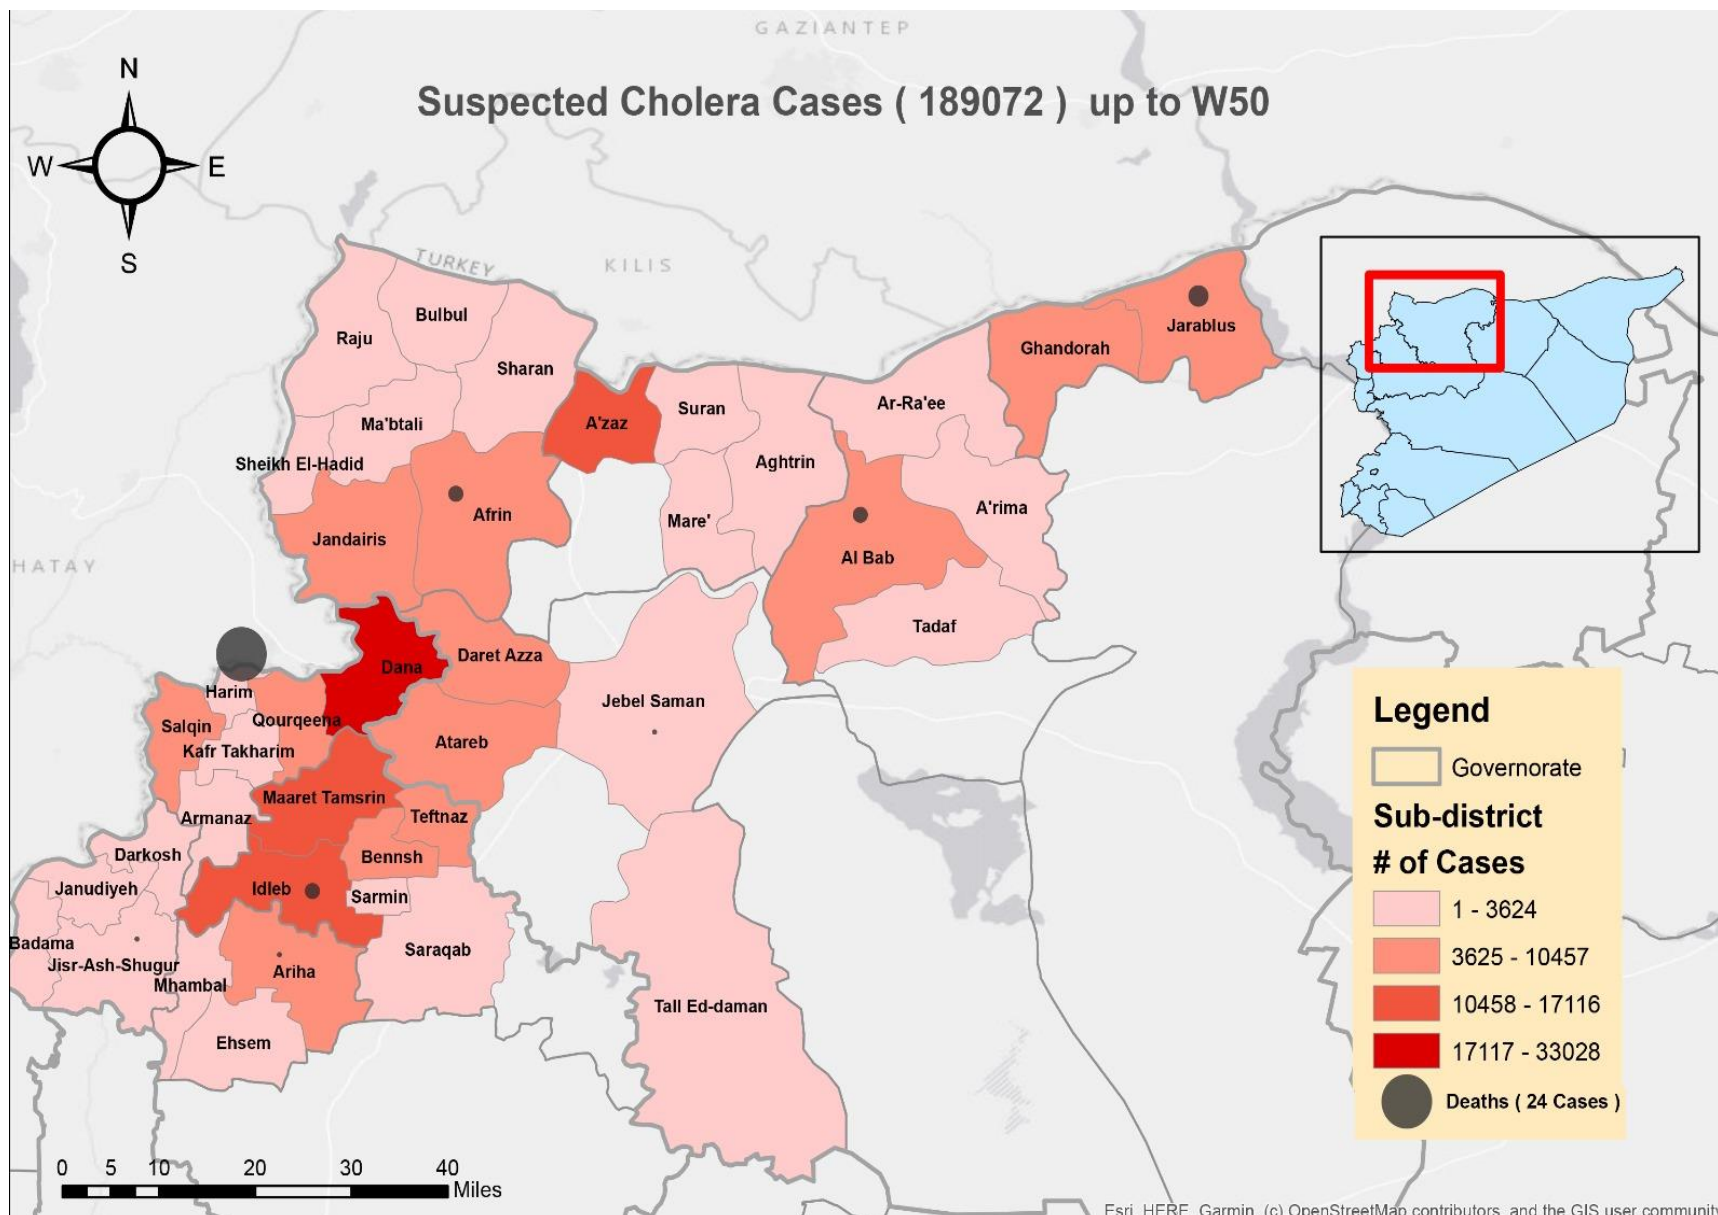 GAZIANTEP
Suspected Cholera Cases ( 189072 )  up to W50
N
W
E
S
TURKEY
KILIS
HATAY
Bulbul
Raju
Sharan
Jarablus
Ghandorah
Ar-Ra'ee
Suran
A'zaz
Ma'btali
Sheikh El-Hadid
Aghtrin
A'rima
Mare'
Afrin
Jandairis
Al Bab
Tadaf
Daret Azza
Dana
Harim
Jebel Saman
Salqin
Qourqeena
Kafr Takharim
Atareb
Maaret Tamsrin
Armanaz
Teftnaz
Darkosh
Bennsh
Janudiyeh
Idleb
Sarmin
Badama
Saraqab
Jisr-Ash-Shugur
Ariha
Mhambal
Tall Ed-daman
Ehsem
Legend
Governorate
Sub-district
# of Cases
1 - 3624
3625 - 10457
10458 - 17116
17117 - 33028
Deaths ( 24 Cases )
0 5 10 20 30 40
Miles
Esri, HERE, Garmin, (c) OpenStreetMap contributors, and the GIS user community